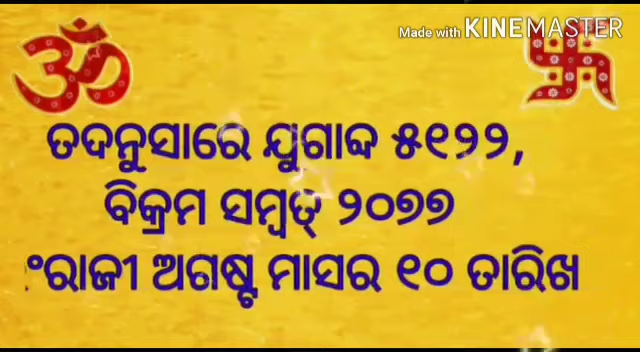 Made with KINEMASTER
ତଦନୁସାରେ ଯୁଗାବ୍ଦ ୫୧୨୨,
ବିକ୍ରମ ସମ୍ବତ୍ ୨୦୭୭
ଂରାଜୀ ଅଗଷ୍ଟ ମାସର ୧୦ ତାରିଖ